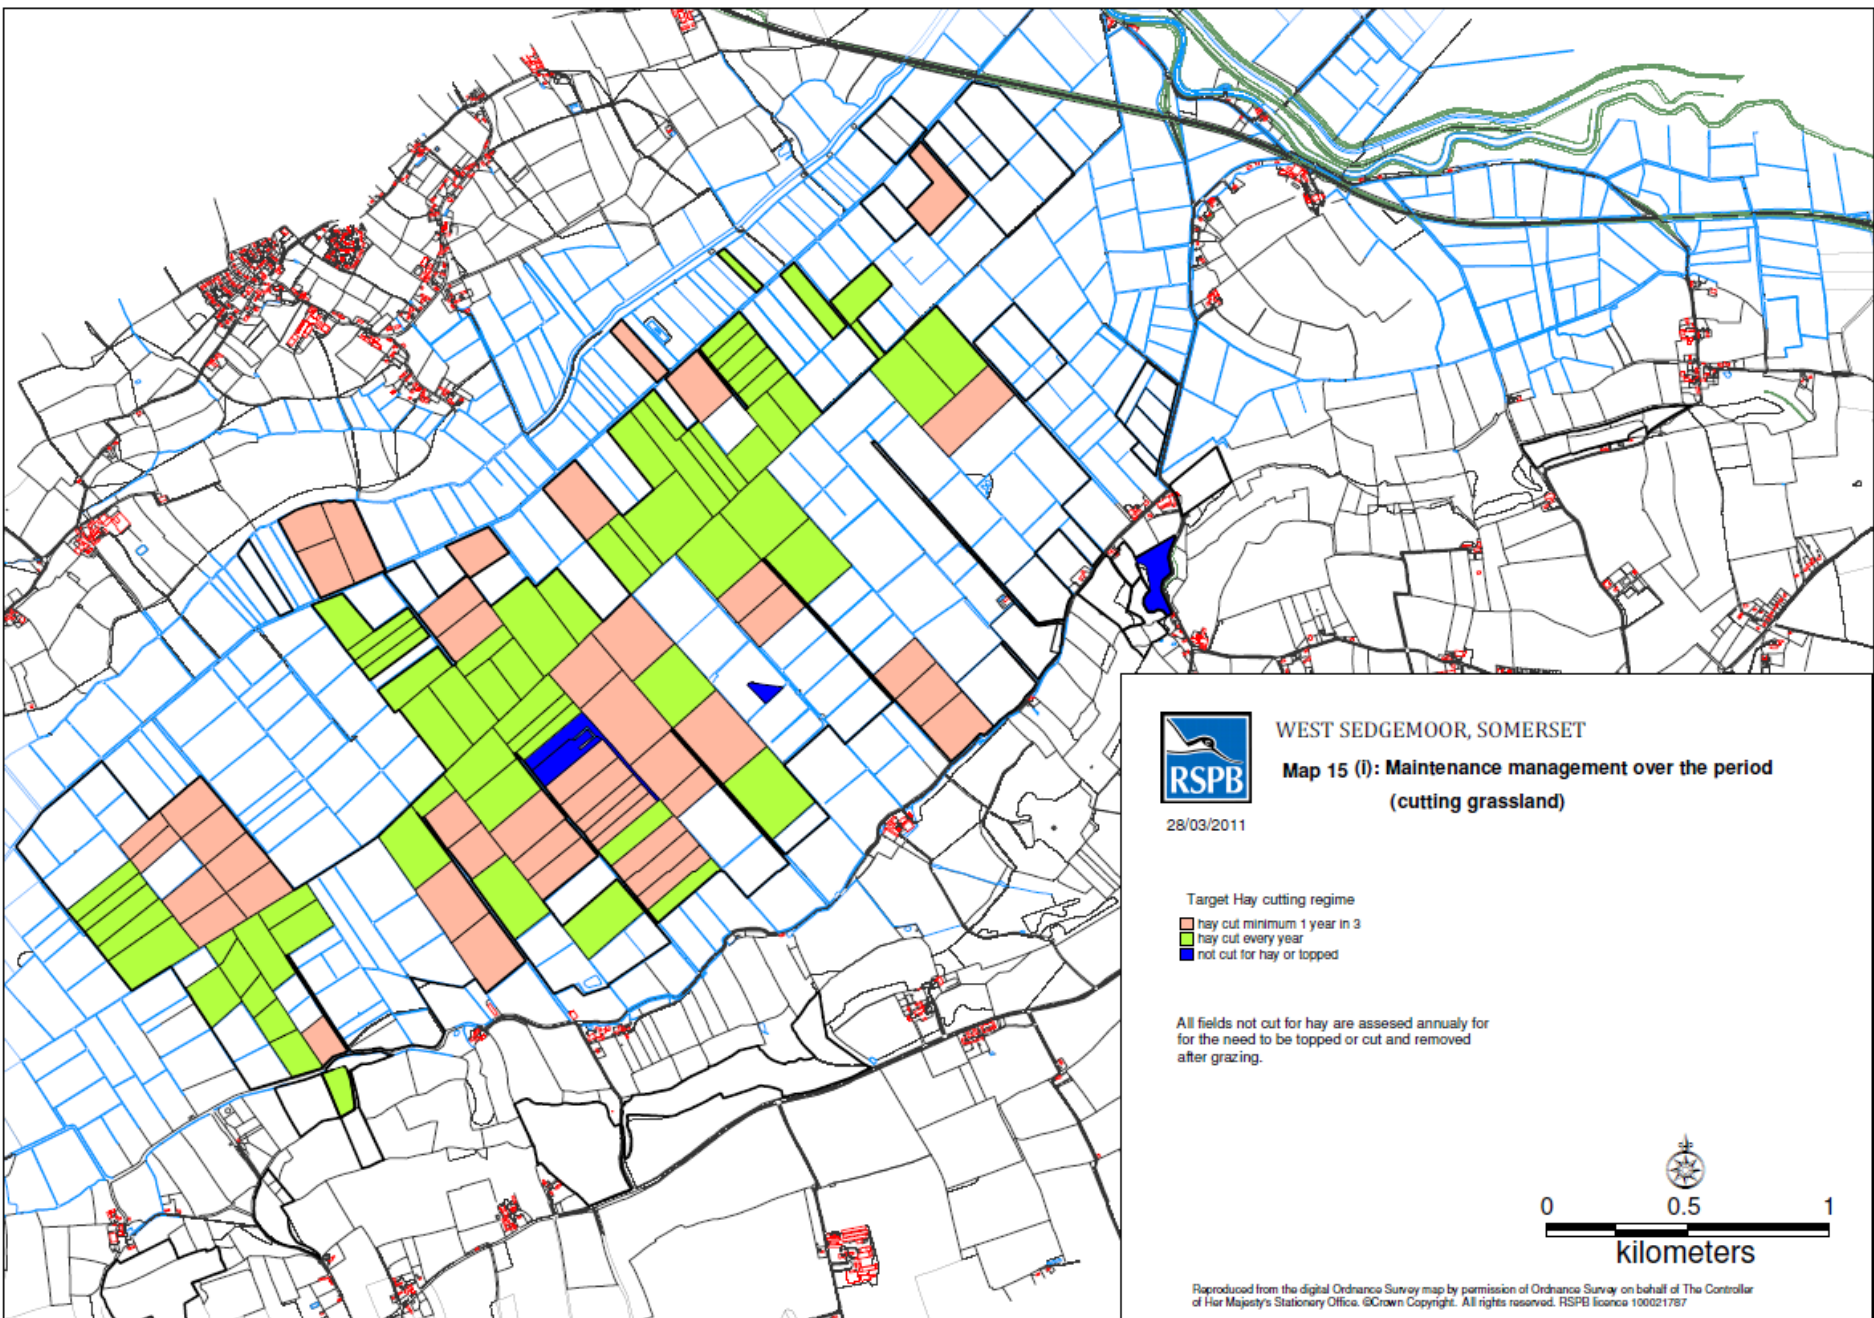 WEST SEDGEMOOR, SOMERSET
Map 15 (i): Maintenance management over the period
(cutting grassland)
RSPB
28/03/2011
Target Hay cutting regime
hay cut minimum 1 year in 3
hay cut every year
not cut for hay or topped
All fields not cut for hay are assesed annualy for
for the need to be topped or cut and removed
after grazing.
0 0.5 1
kilometers
Reproduced from the digital Ordnance Survey map by permission of Ordnance Survey on behalf of The Controller
of Her Majesty's Stationery Office. ©Crown Copyright. All rights reserved. RSPB licence 100021787